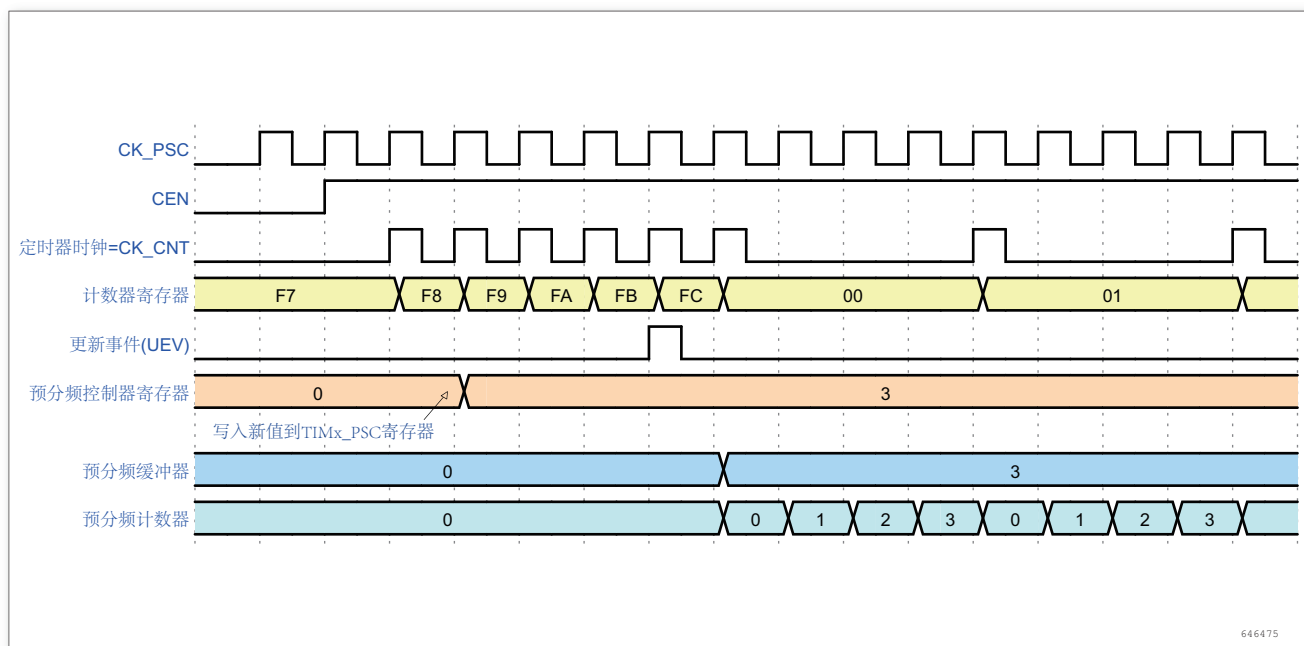 CK_PSC
CEN
定时器时钟=CK_CNT
计数器寄存器 F7 F8 F9 FA FB FC 00 01
更新事件(UEV)
预分频控制器寄存器 0 3
写入新值到TIMx_PSC寄存器
预分频缓冲器 0 3
预分频计数器 0 0 1 2 3 0 1 2 3
646475